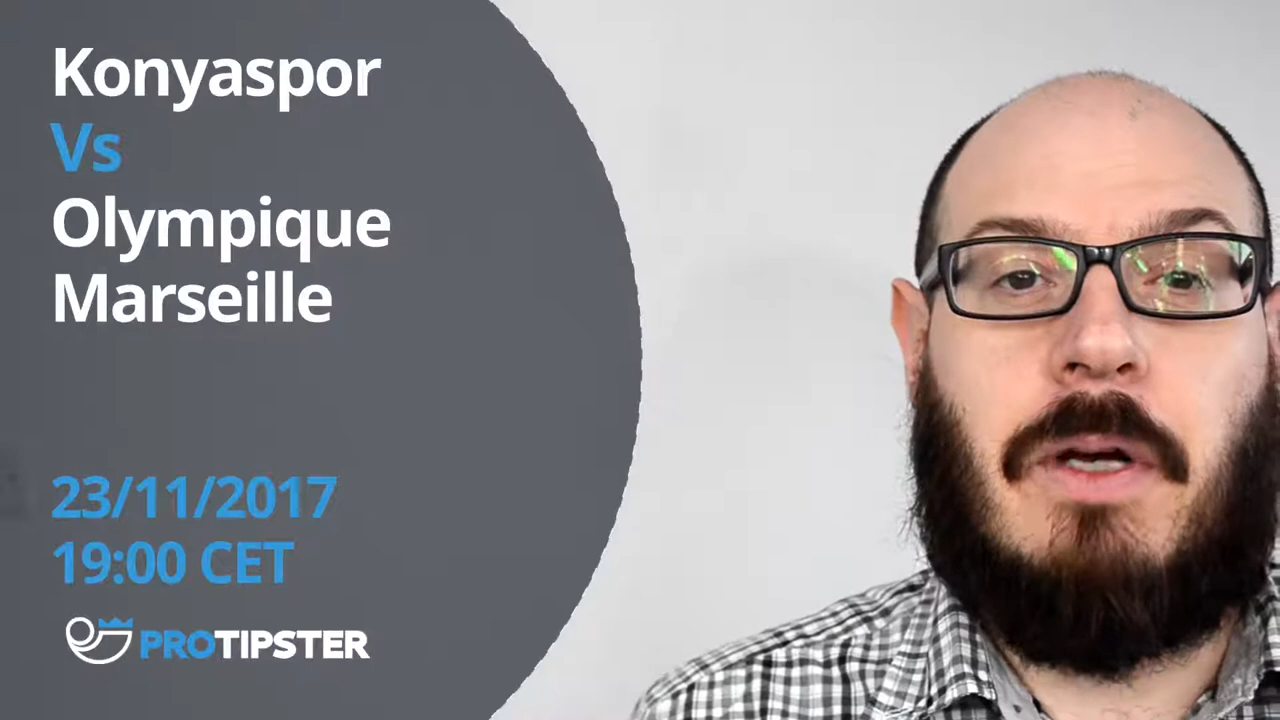 Konyaspor
Vs
Olympique
Marseille
23/11/2017
19:00 CET
PROTIPSTER